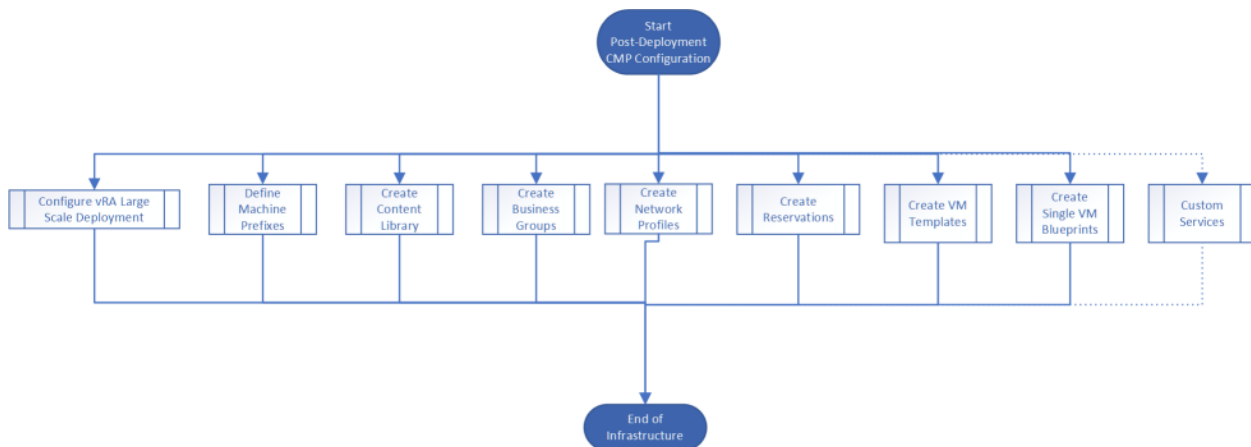 Start
Post-Deployment
CMP Configuration
Configure vRA Large
Scale Deployment
Define
Machine
Prefixes
Create
Content
Library
Create
Business
Groups
Create
Network
Profiles
Create
Reservations
Create VM
Templates
Create
Single VM
Blueprints
Custom
Services
End of
Infrastructure